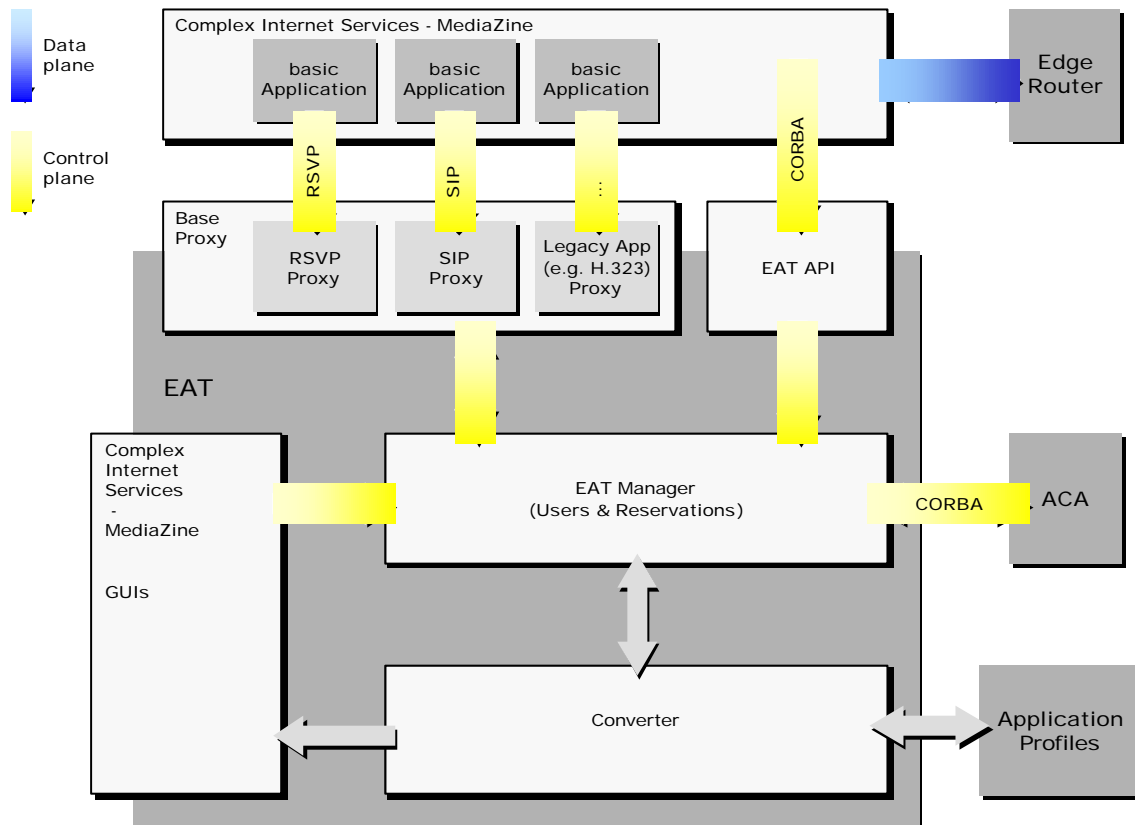 Complex Internet Services - MediaZine
Data
plane
basic
Application
basic
Application
basic
Application
Edge
Router
Control
plane
RSVP
SIP
...
CORBA
Base
Proxy
RSVP
Proxy
SIP
Proxy
Legacy App
(e.g. H.323)
Proxy
EAT API
EAT
Complex
Internet
Services
-
MediaZine
GUIs
EAT Manager
(Users & Reservations)
CORBA
ACA
Converter
Application
Profiles